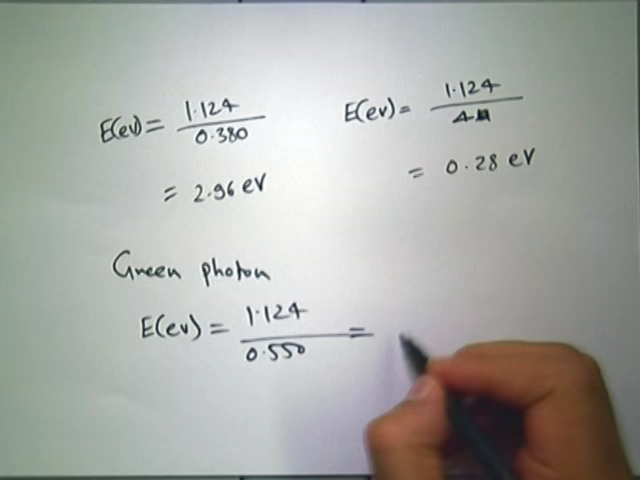 E(ev) = 1.124 / 0.380
= 2.96 eV
E(ev) = 1.124 / 4
= 0.28 eV
Green photon
E(ev) = 1.124 / 0.550 =